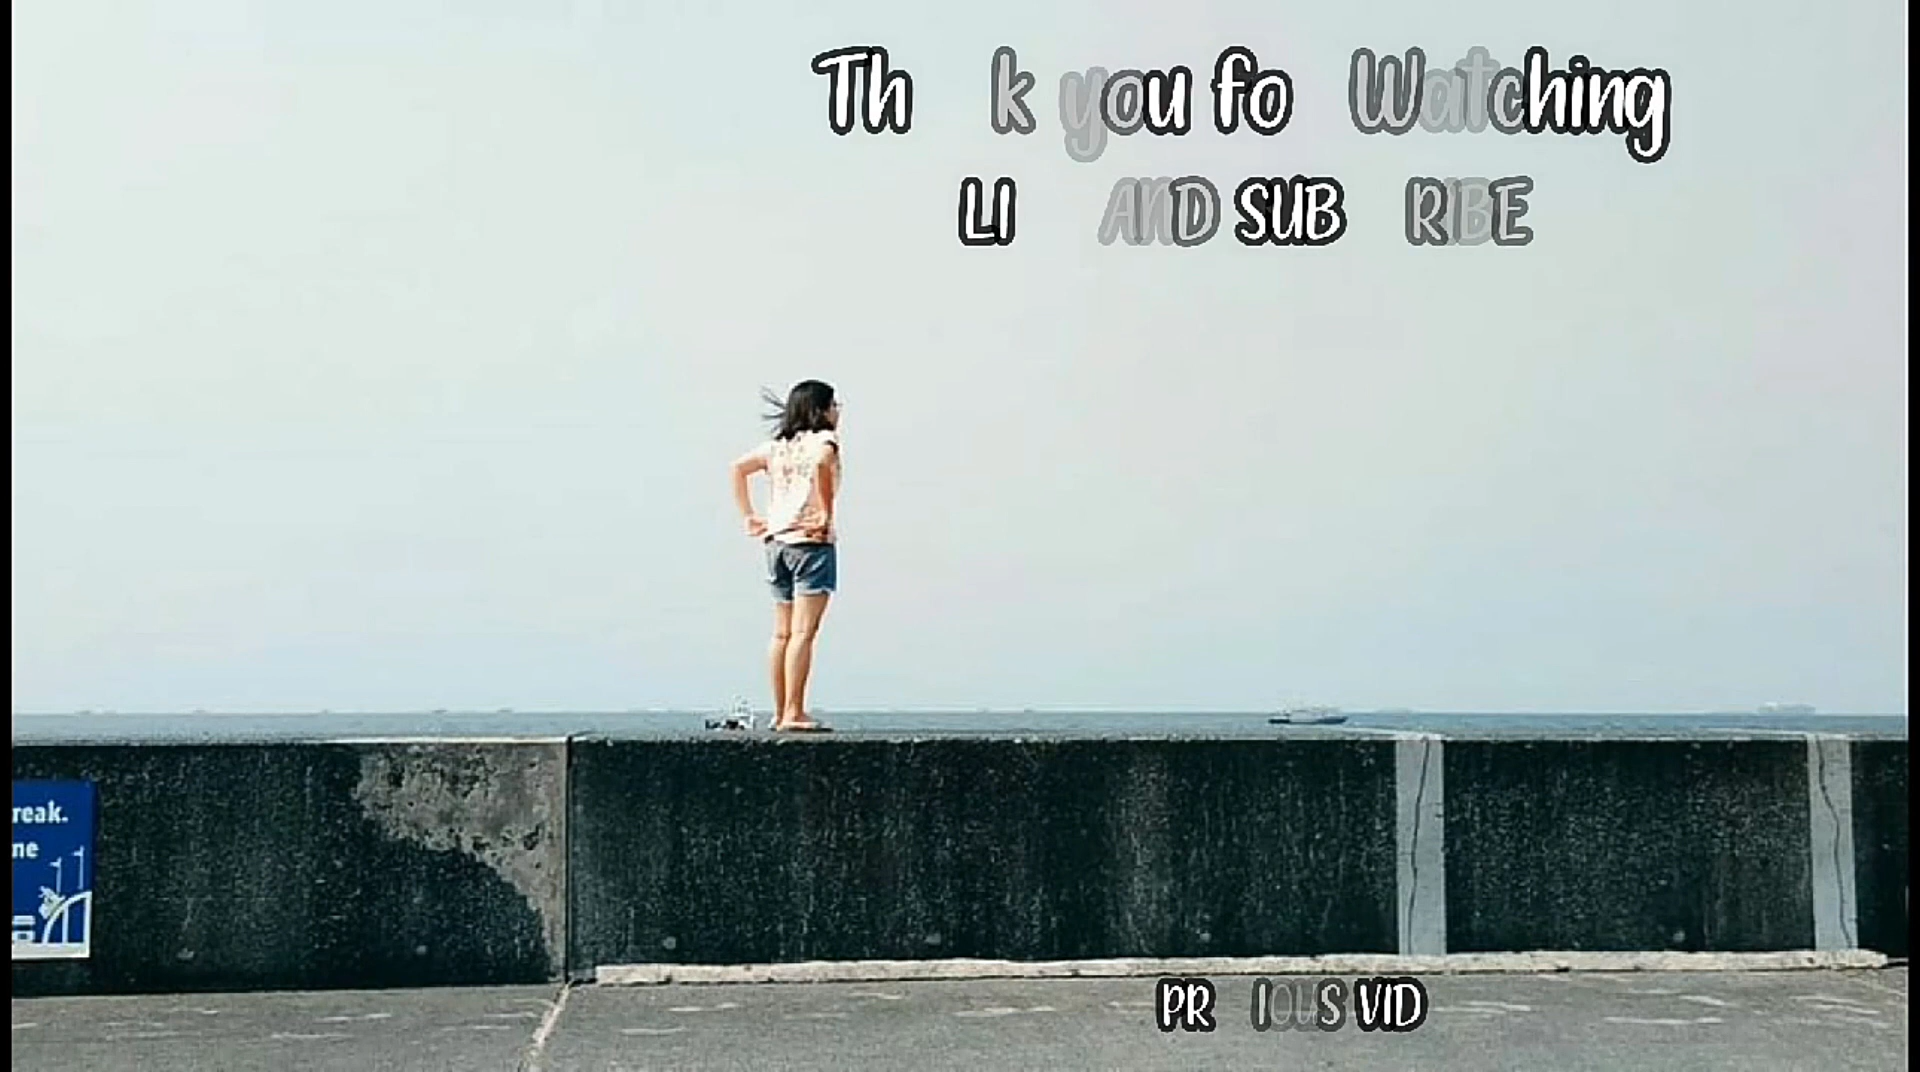 Th k you fo Watching
LI AND SUB RIBE
reak.
ne
PR IOUS VID